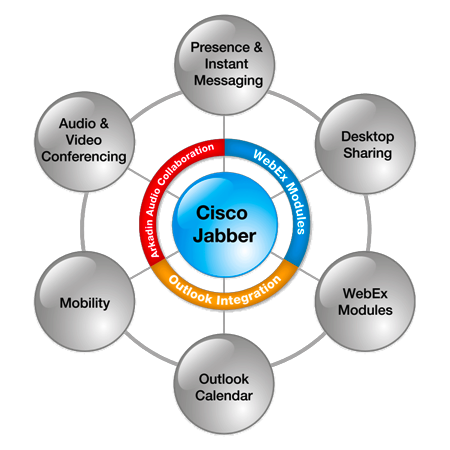 Presence &
Instant
Messaging
Audio &
Video
Conferencing
Desktop
Sharing
Arkadin Audio Collaboration
WebEx Modules
Cisco
Jabber
Outlook Integration
Mobility
WebEx
Modules
Outlook
Calendar